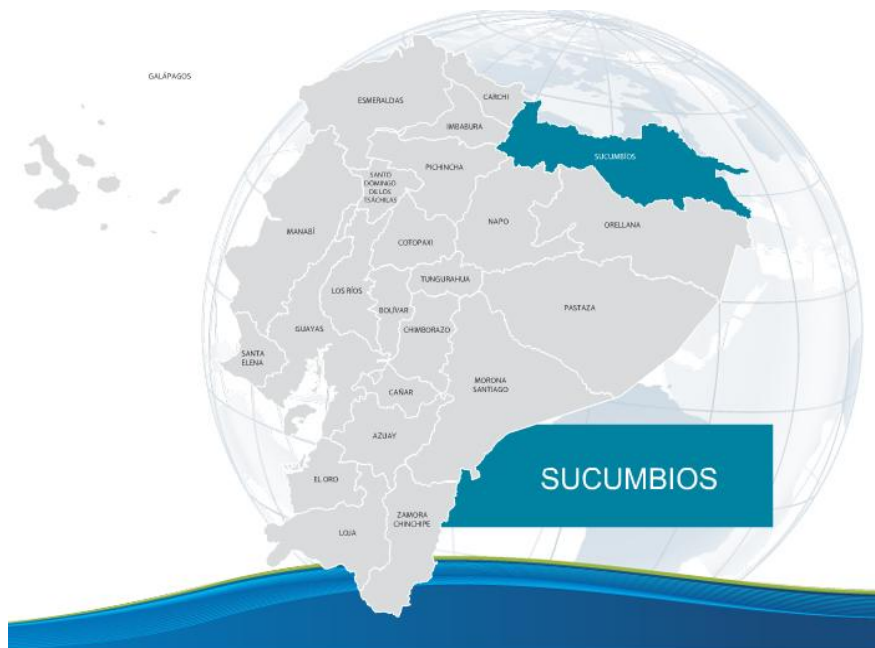 GALÁPAGOS
ESMERALDAS
CARCHI
IMBABURA
SUCUMBÍOS
PICHINCHA
SANTO
DOMINGO
DE LOS
TSÁCHILAS
NAPO
ORELLANA
MANABÍ
COTOPAXI
TUNGURAHUA
LOS RÍOS
BOLÍVAR
PASTAZA
GUAYAS
CHIMBORAZO
SANTA
ELENA
MORONA
SANTIAGO
CAÑAR
AZUAY
SUCUMBIOS
EL ORO
ZAMORA
CHINCHIPE
LOJA